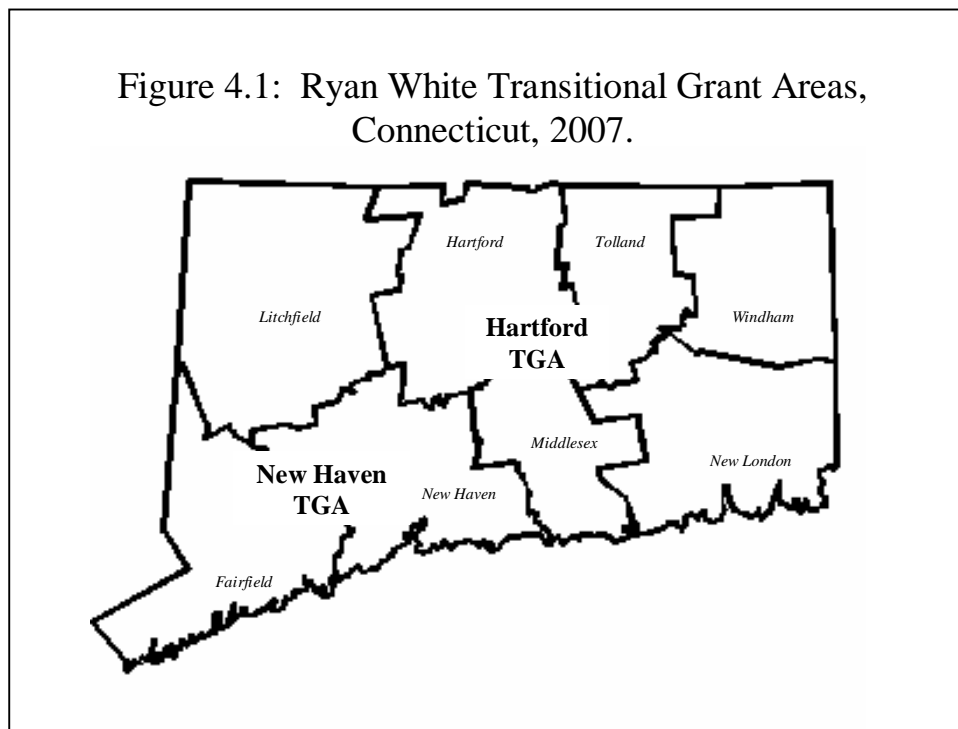 Figure 4.1: Ryan White Transitional Grant Areas,
Connecticut, 2007.
Hartford
Tolland
Litchfield
Windham
Hartford
TGA
Middlesex
New London
New Haven
TGA
New Haven
Fairfield